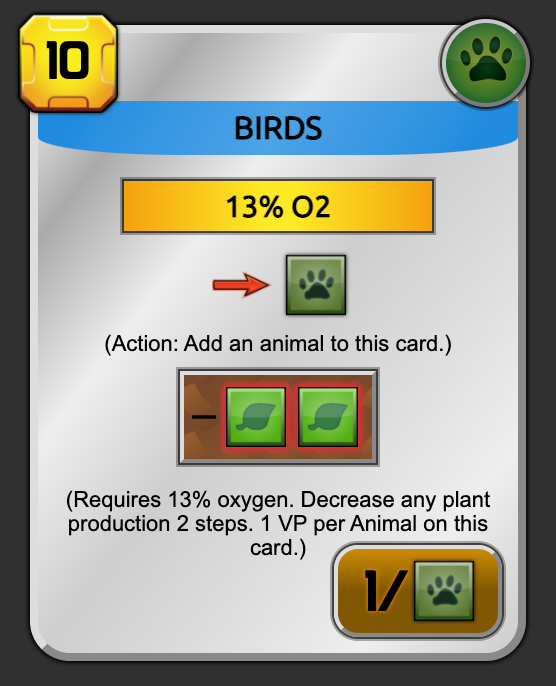 10
BIRDS
13% O2
(Action: Add an animal to this card.)
−
(Requires 13% oxygen. Decrease any plant
production 2 steps. 1 VP per Animal on this
card.)
1/